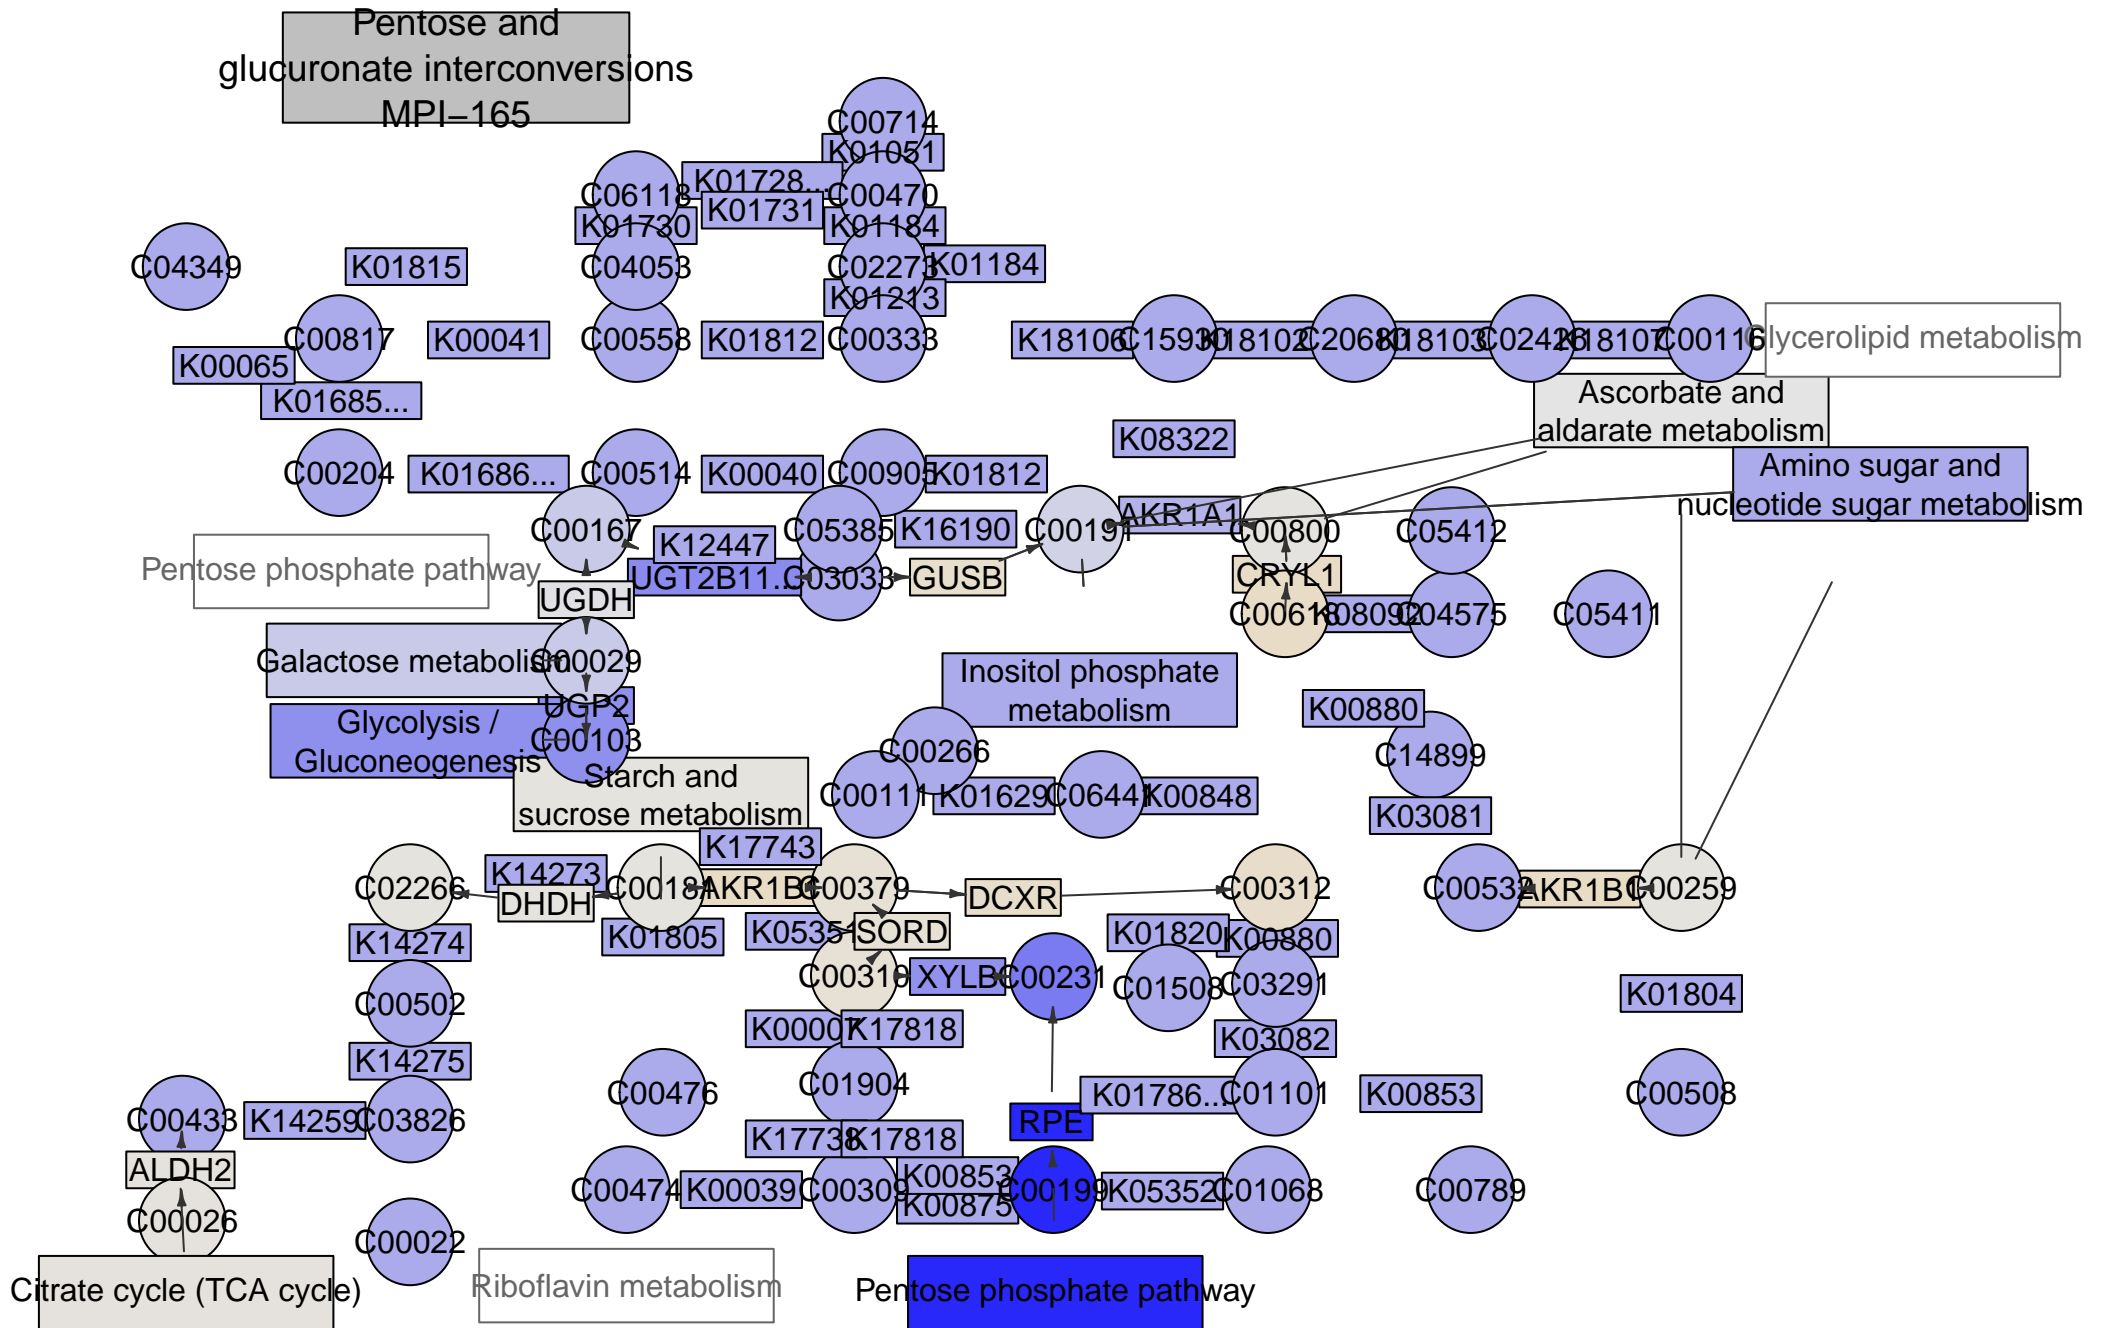 Pentose and
glucuronate interconversions
MPI–165
C00714
K01051
C06118
K01728...
C00470
K01731
K01730
K01184
C04349
K01815
C04053
C02273
K01184
K01213
C00817
K00041
C00558
K01812
C00333
K18106
C15930
K18102
C20680
K18103
C02426
K18107
C00116
Glycerolipid metabolism
K00065
K01685...
Ascorbate and
aldarate metabolism
K08322
C00204
K01686...
C00514
K00040
C00905
K01812
Amino sugar and
nucleotide sugar metabolism
C00167
K12447
C05385
K16190
C00191
AKR1A1
C00800
C05412
Pentose phosphate pathway
UGT2B11...
C03033
GUSB
CRYL1
UGDH
C00618
K08092
C04575
C05411
Galactose metabolism
C00029
Inositol phosphate
metabolism
UGP2
K00880
Glycolysis /
Gluconeogenesis
C00103
C00266
C14899
Starch and
sucrose metabolism
C00111
K01629
C06441
K00848
K03081
K17743
C02266
K14273
DHDH
C00181
AKR1B1
C00379
DCXR
C00312
C00532
AKR1B1
C00259
K14274
K01805
K05351
SORD
K01820
K00880
C00310
XYLB
C00231
C01508
C03291
K01804
C00502
K00007
K17818
K03082
K14275
C00476
C01904
K01786...
C01101
K00853
C00508
C00433
K14259
C03826
RPE
K17738
K17818
ALDH2
C00474
K00039
C00309
K00853
K00875
C00199
K05352
C01068
C00789
C00026
C00022
Citrate cycle (TCA cycle)
Riboflavin metabolism
Pentose phosphate pathway